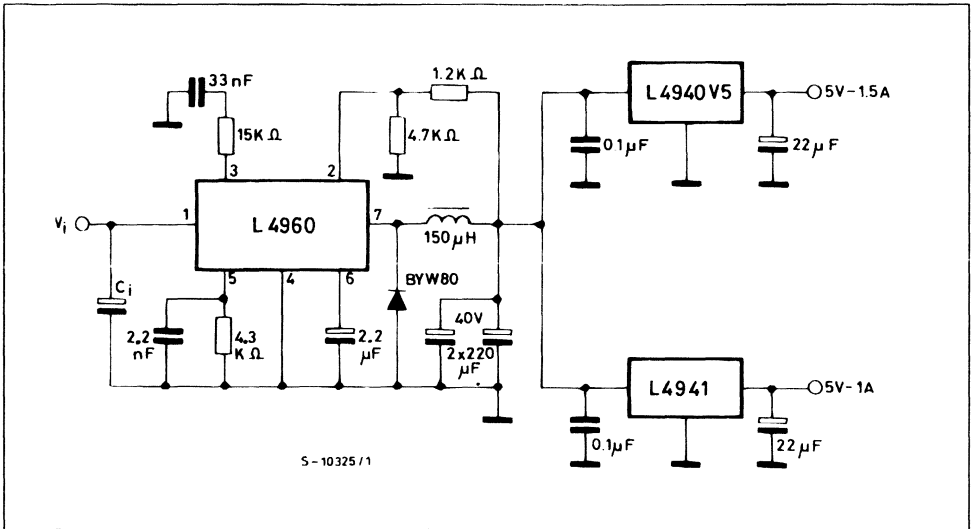 33nF
1.2KΩ
15KΩ
4.7KΩ
L4940V5
5V-1.5A
0.1µF
22µF
3
2
1
L4960
7
Vi
150µH
5
4
6
BYW80
Ci
40V
2.2
nF
4.3
KΩ
2.2
µF
2x220
µF
L4941
5V-1A
0.1µF
22µF
S-10325/1